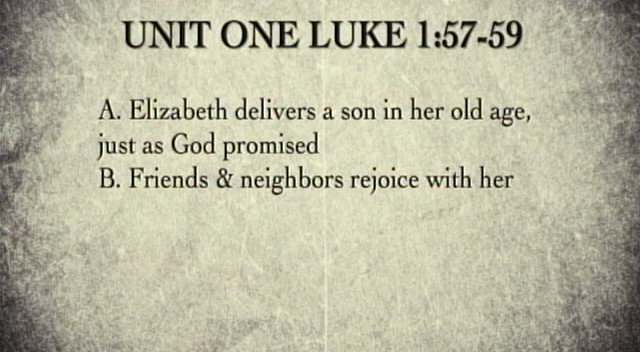 UNIT ONE LUKE 1:57-59
A. Elizabeth delivers a son in her old age,
just as God promised
B. Friends & neighbors rejoice with her